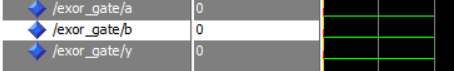 /exor_gate/a 0
/exor_gate/b 0
/exor_gate/y 0